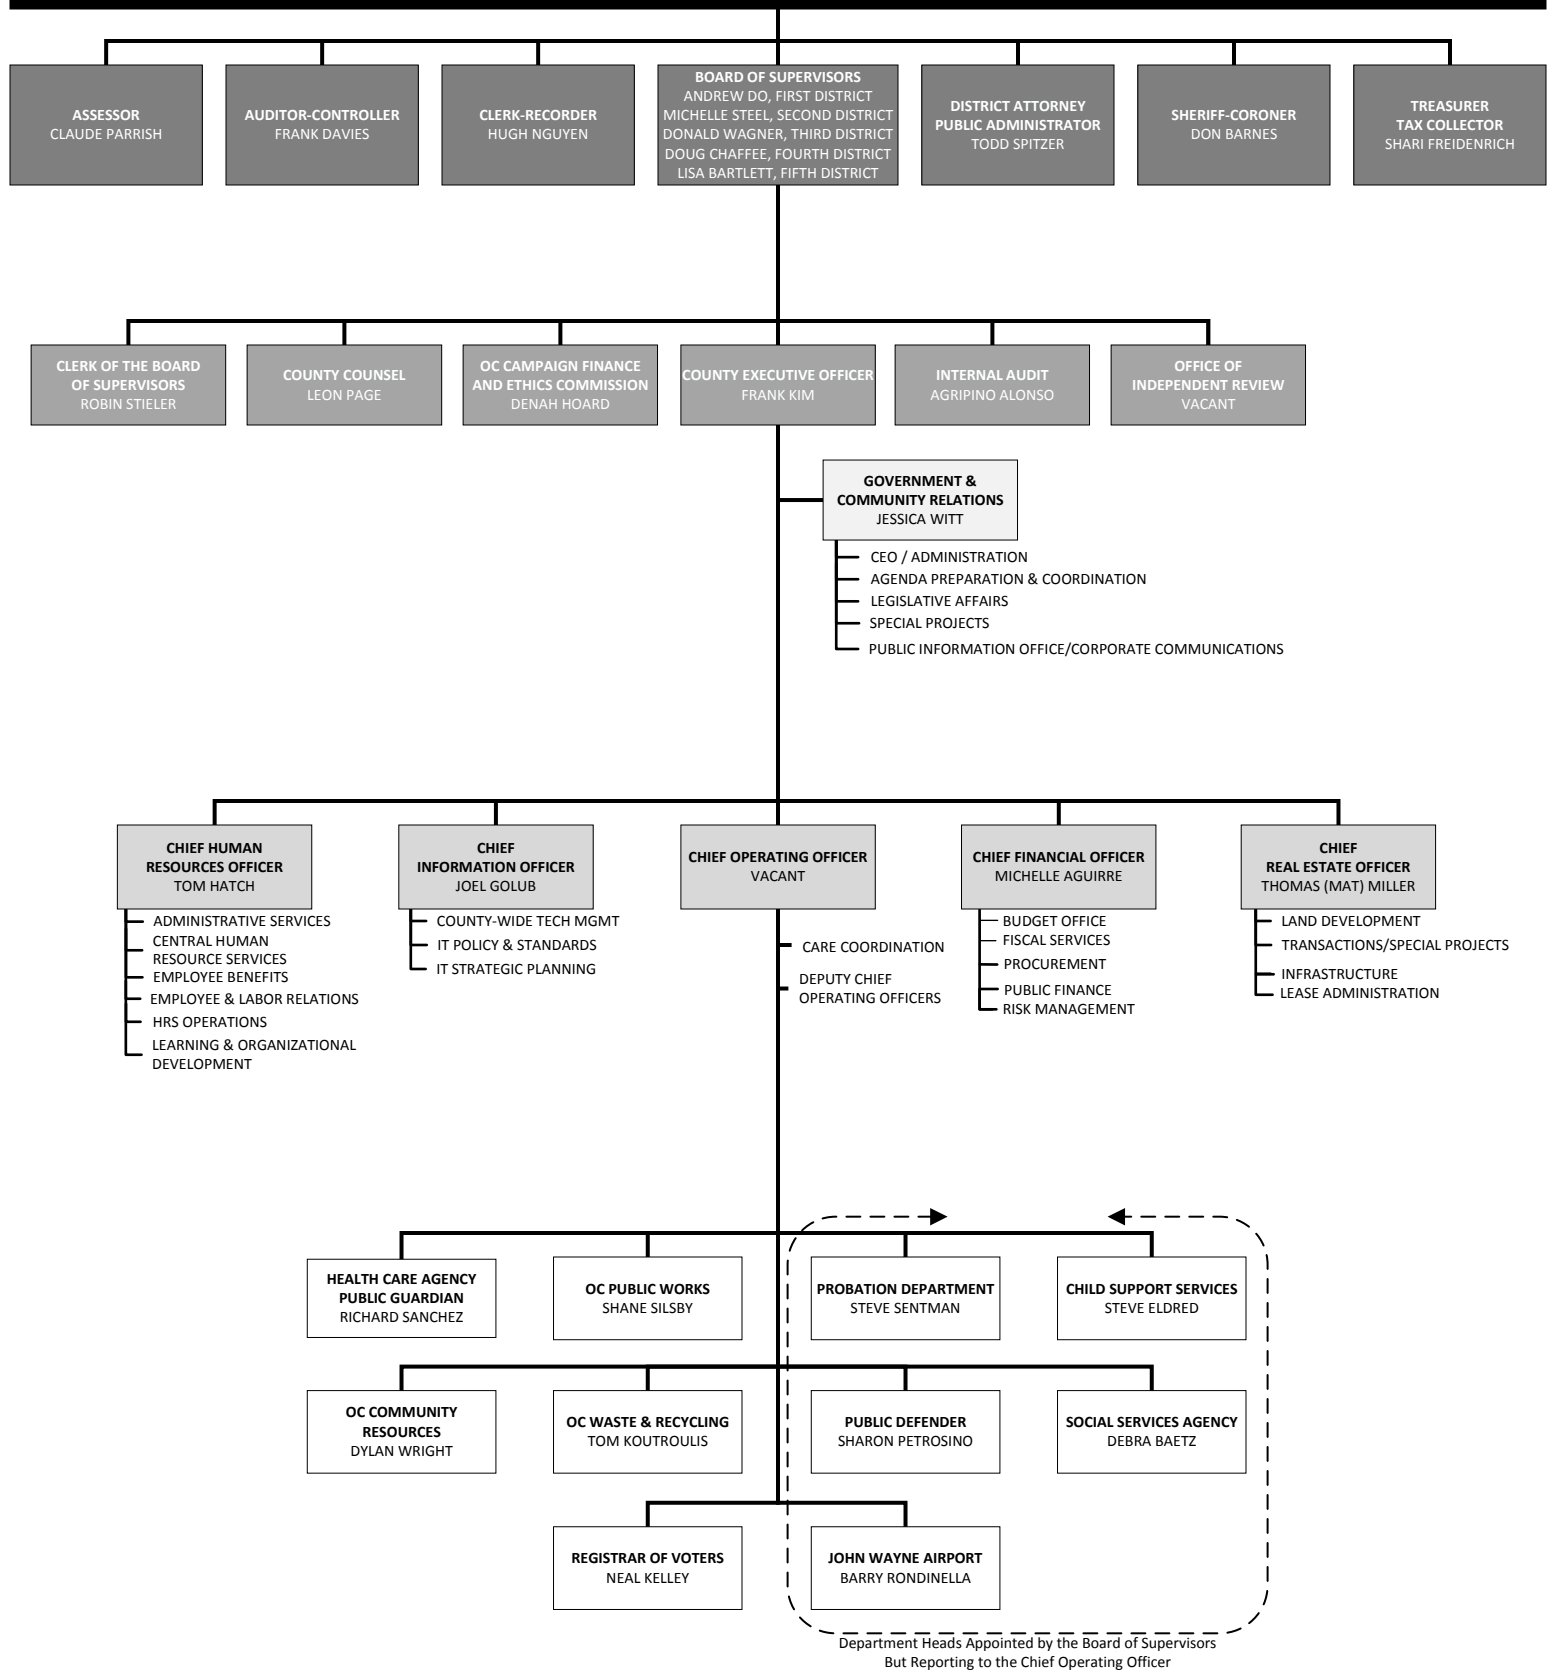 ASSESSOR
CLAUDE PARRISH
AUDITOR-CONTROLLER
FRANK DAVIES
CLERK-RECORDER
HUGH NGUYEN
BOARD OF SUPERVISORS
ANDREW DO, FIRST DISTRICT
MICHELLE STEEL, SECOND DISTRICT
DONALD WAGNER, THIRD DISTRICT
DOUG CHAFFEE, FOURTH DISTRICT
LISA BARTLETT, FIFTH DISTRICT
DISTRICT ATTORNEY
PUBLIC ADMINISTRATOR
TODD SPITZER
SHERIFF-CORONER
DON BARNES
TREASURER
TAX COLLECTOR
SHARI FREIDENRICH
CLERK OF THE BOARD
OF SUPERVISORS
ROBIN STIELER
COUNTY COUNSEL
LEON PAGE
OC CAMPAIGN FINANCE
AND ETHICS COMMISSION
DENAH HOARD
COUNTY EXECUTIVE OFFICER
FRANK KIM
INTERNAL AUDIT
AGRIPINO ALONSO
OFFICE OF
INDEPENDENT REVIEW
VACANT
GOVERNMENT &
COMMUNITY RELATIONS
JESSICA WITT
CEO / ADMINISTRATION
AGENDA PREPARATION & COORDINATION
LEGISLATIVE AFFAIRS
SPECIAL PROJECTS
PUBLIC INFORMATION OFFICE/CORPORATE COMMUNICATIONS
CHIEF HUMAN
RESOURCES OFFICER
TOM HATCH
ADMINISTRATIVE SERVICES
CENTRAL HUMAN
RESOURCE SERVICES
EMPLOYEE BENEFITS
EMPLOYEE & LABOR RELATIONS
HRS OPERATIONS
LEARNING & ORGANIZATIONAL
DEVELOPMENT
CHIEF
INFORMATION OFFICER
JOEL GOLUB
COUNTY-WIDE TECH MGMT
IT POLICY & STANDARDS
IT STRATEGIC PLANNING
CHIEF OPERATING OFFICER
VACANT
CARE COORDINATION
DEPUTY CHIEF
OPERATING OFFICERS
CHIEF FINANCIAL OFFICER
MICHELLE AGUIRRE
BUDGET OFFICE
FISCAL SERVICES
PROCUREMENT
PUBLIC FINANCE
RISK MANAGEMENT
CHIEF
REAL ESTATE OFFICER
THOMAS (MAT) MILLER
LAND DEVELOPMENT
TRANSACTIONS/SPECIAL PROJECTS
INFRASTRUCTURE
LEASE ADMINISTRATION
HEALTH CARE AGENCY
PUBLIC GUARDIAN
RICHARD SANCHEZ
OC PUBLIC WORKS
SHANE SILSBY
PROBATION DEPARTMENT
STEVE SENTMAN
CHILD SUPPORT SERVICES
STEVE ELDRED
OC COMMUNITY
RESOURCES
DYLAN WRIGHT
OC WASTE & RECYCLING
TOM KOUTROULIS
PUBLIC DEFENDER
SHARON PETROSINO
SOCIAL SERVICES AGENCY
DEBRA BAETZ
REGISTRAR OF VOTERS
NEAL KELLEY
JOHN WAYNE AIRPORT
BARRY RONDINELLA
Department Heads Appointed by the Board of Supervisors
But Reporting to the Chief Operating Officer